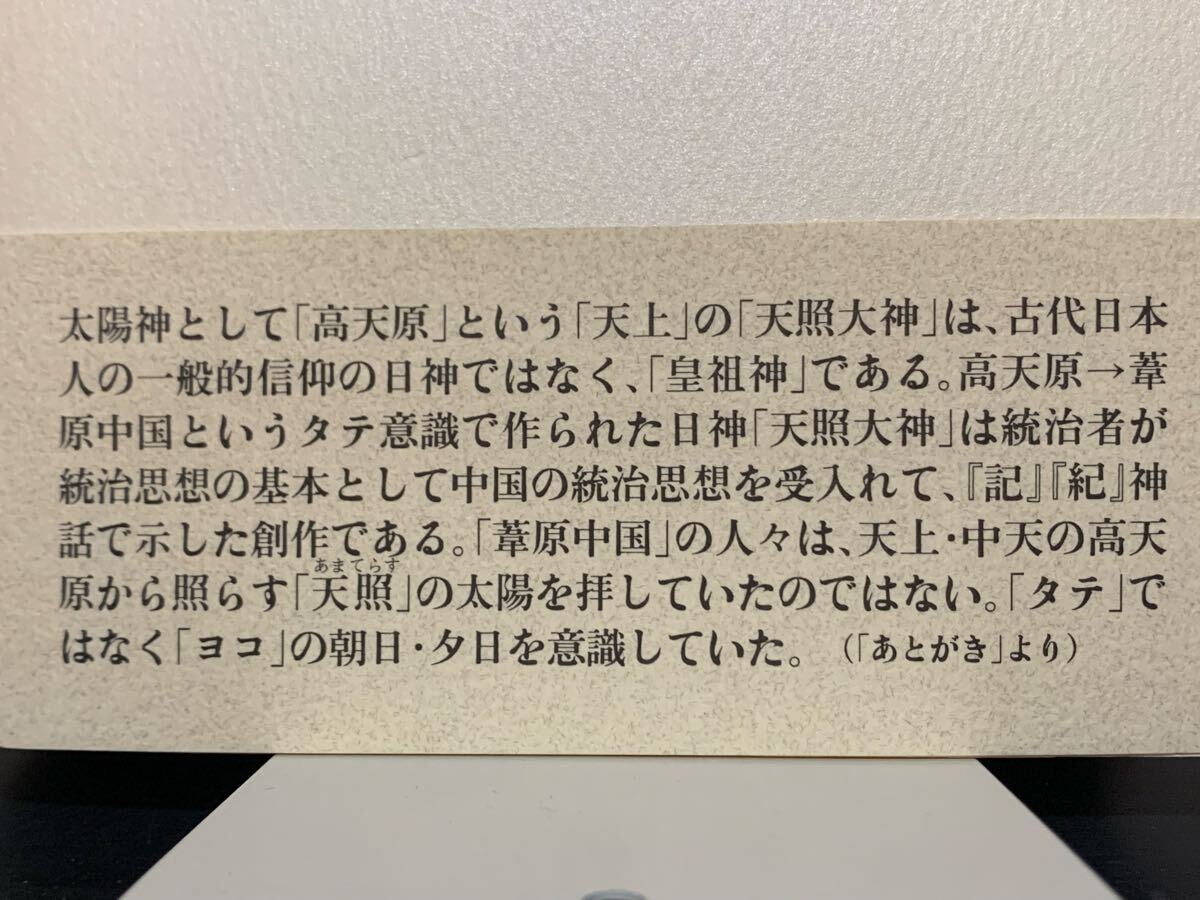 太陽神として「高天原」という「天上」の「天照大神」は、古代日本
人の一般的信仰の日神ではなく、「皇祖神」である。高天原→葦
原中国というタテ意識で作られた日神「天照大神」は統治者が
統治思想の基本として中国の統治思想を受入れて、『記』『紀』神
話で示した創作である。「葦原中国」の人々は、天上・中天の高天
あまてらす
原から照らす「天照」の太陽を拝していたのではない。「タテ」で
はなく「ヨコ」の朝日・夕日を意識していた。（「あとがき」より）